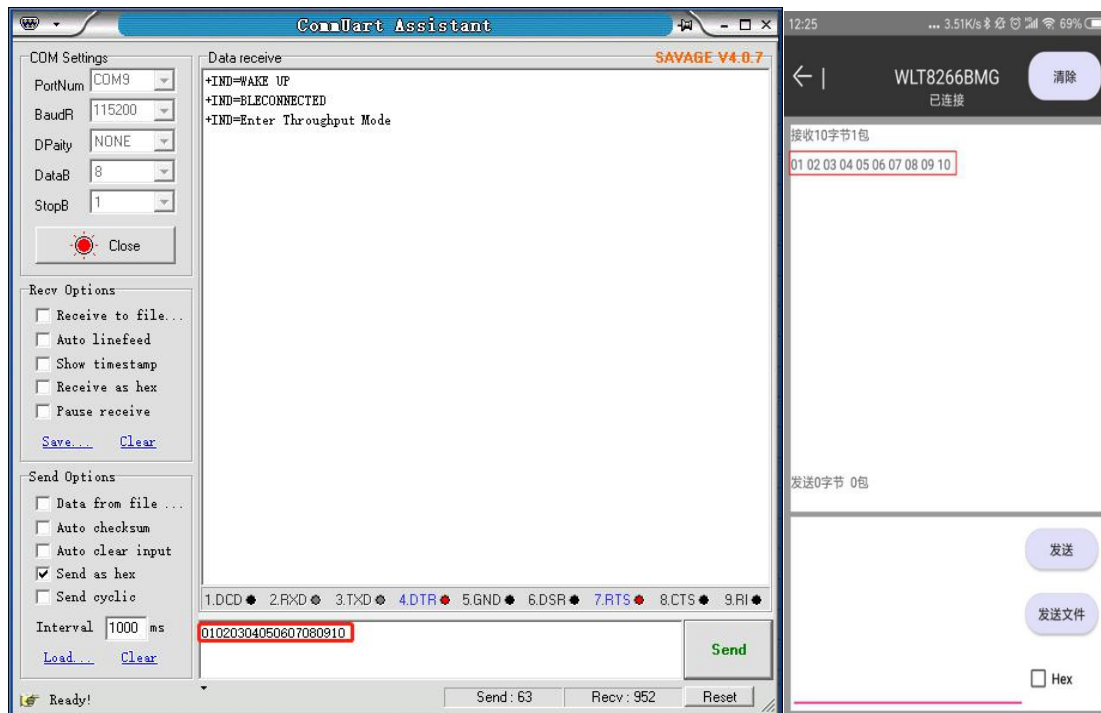 CommUart Assistant
COM Settings
PortNum COM9
BaudR 115200
DPaity NONE
DataB 8
StopB 1
Close
Recv Options
Receive to file...
Auto linefeed
Show timestamp
Receive as hex
Pause receive
Save... Clear
Send Options
Data from file ...
Auto checksum
Auto clear input
Send as hex
Send cyclic
Interval 1000 ms
Load... Clear
Ready!
Data receive SAVAGE V4.0.7
+IND=WAKE UP
+IND=BLECONNECTED
+IND=Enter Throughput Mode
1.DCD 2.RXD 3.TXD 4.DTR 5.GND 6.DSR 7.RTS 8.CTS 9.RI
01020304050607080910
Send
Send : 63 Recv : 952 Reset
12:25 ... 3.51K/s 69%
WLT8266BMG
已连接
清除
接收10字节1包
01 02 03 04 05 06 07 08 09 10
发送0字节 0包
发送
发送文件
Hex